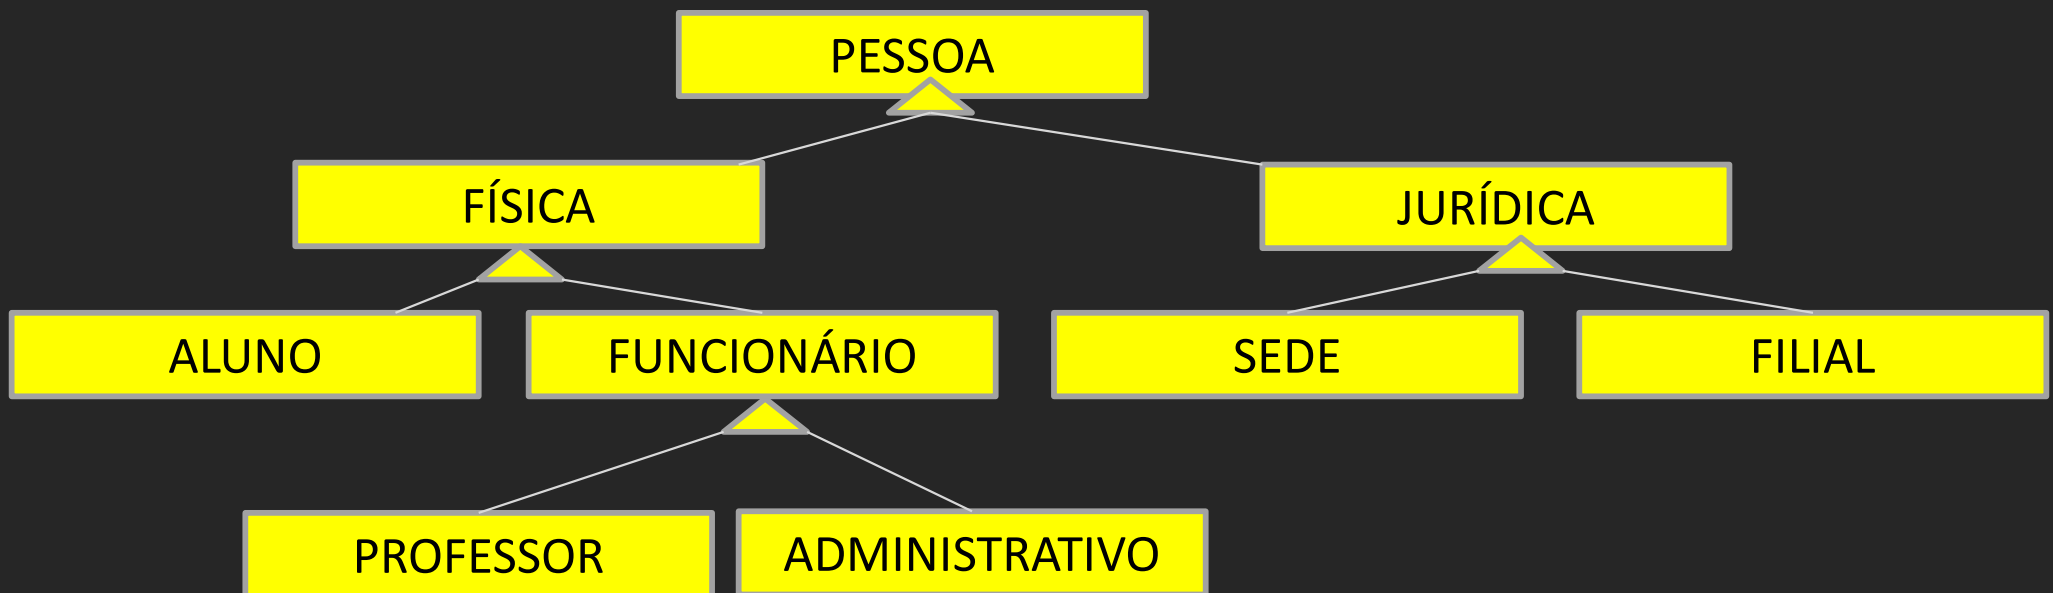 PESSOA
FÍSICA
JURÍDICA
ALUNO
FUNCIONÁRIO
SEDE
FILIAL
PROFESSOR
ADMINISTRATIVO